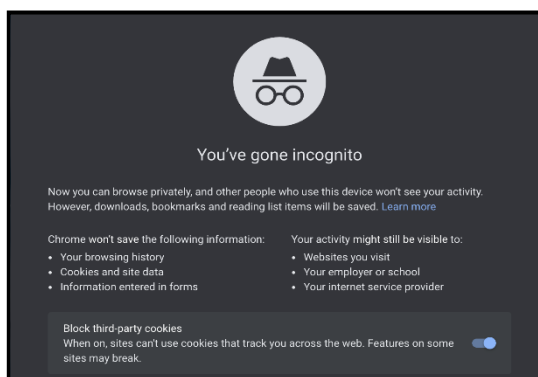 You've gone incognito
Now you can browse privately, and other people who use this device won't see your activity.
However, downloads, bookmarks and reading list items will be saved. Learn more
Chrome won't save the following information:
• Your browsing history
• Cookies and site data
• Information entered in forms
Your activity might still be visible to:
• Websites you visit
• Your employer or school
• Your internet service provider
Block third-party cookies
When on, sites can't use cookies that track you across the web. Features on some
sites may break.